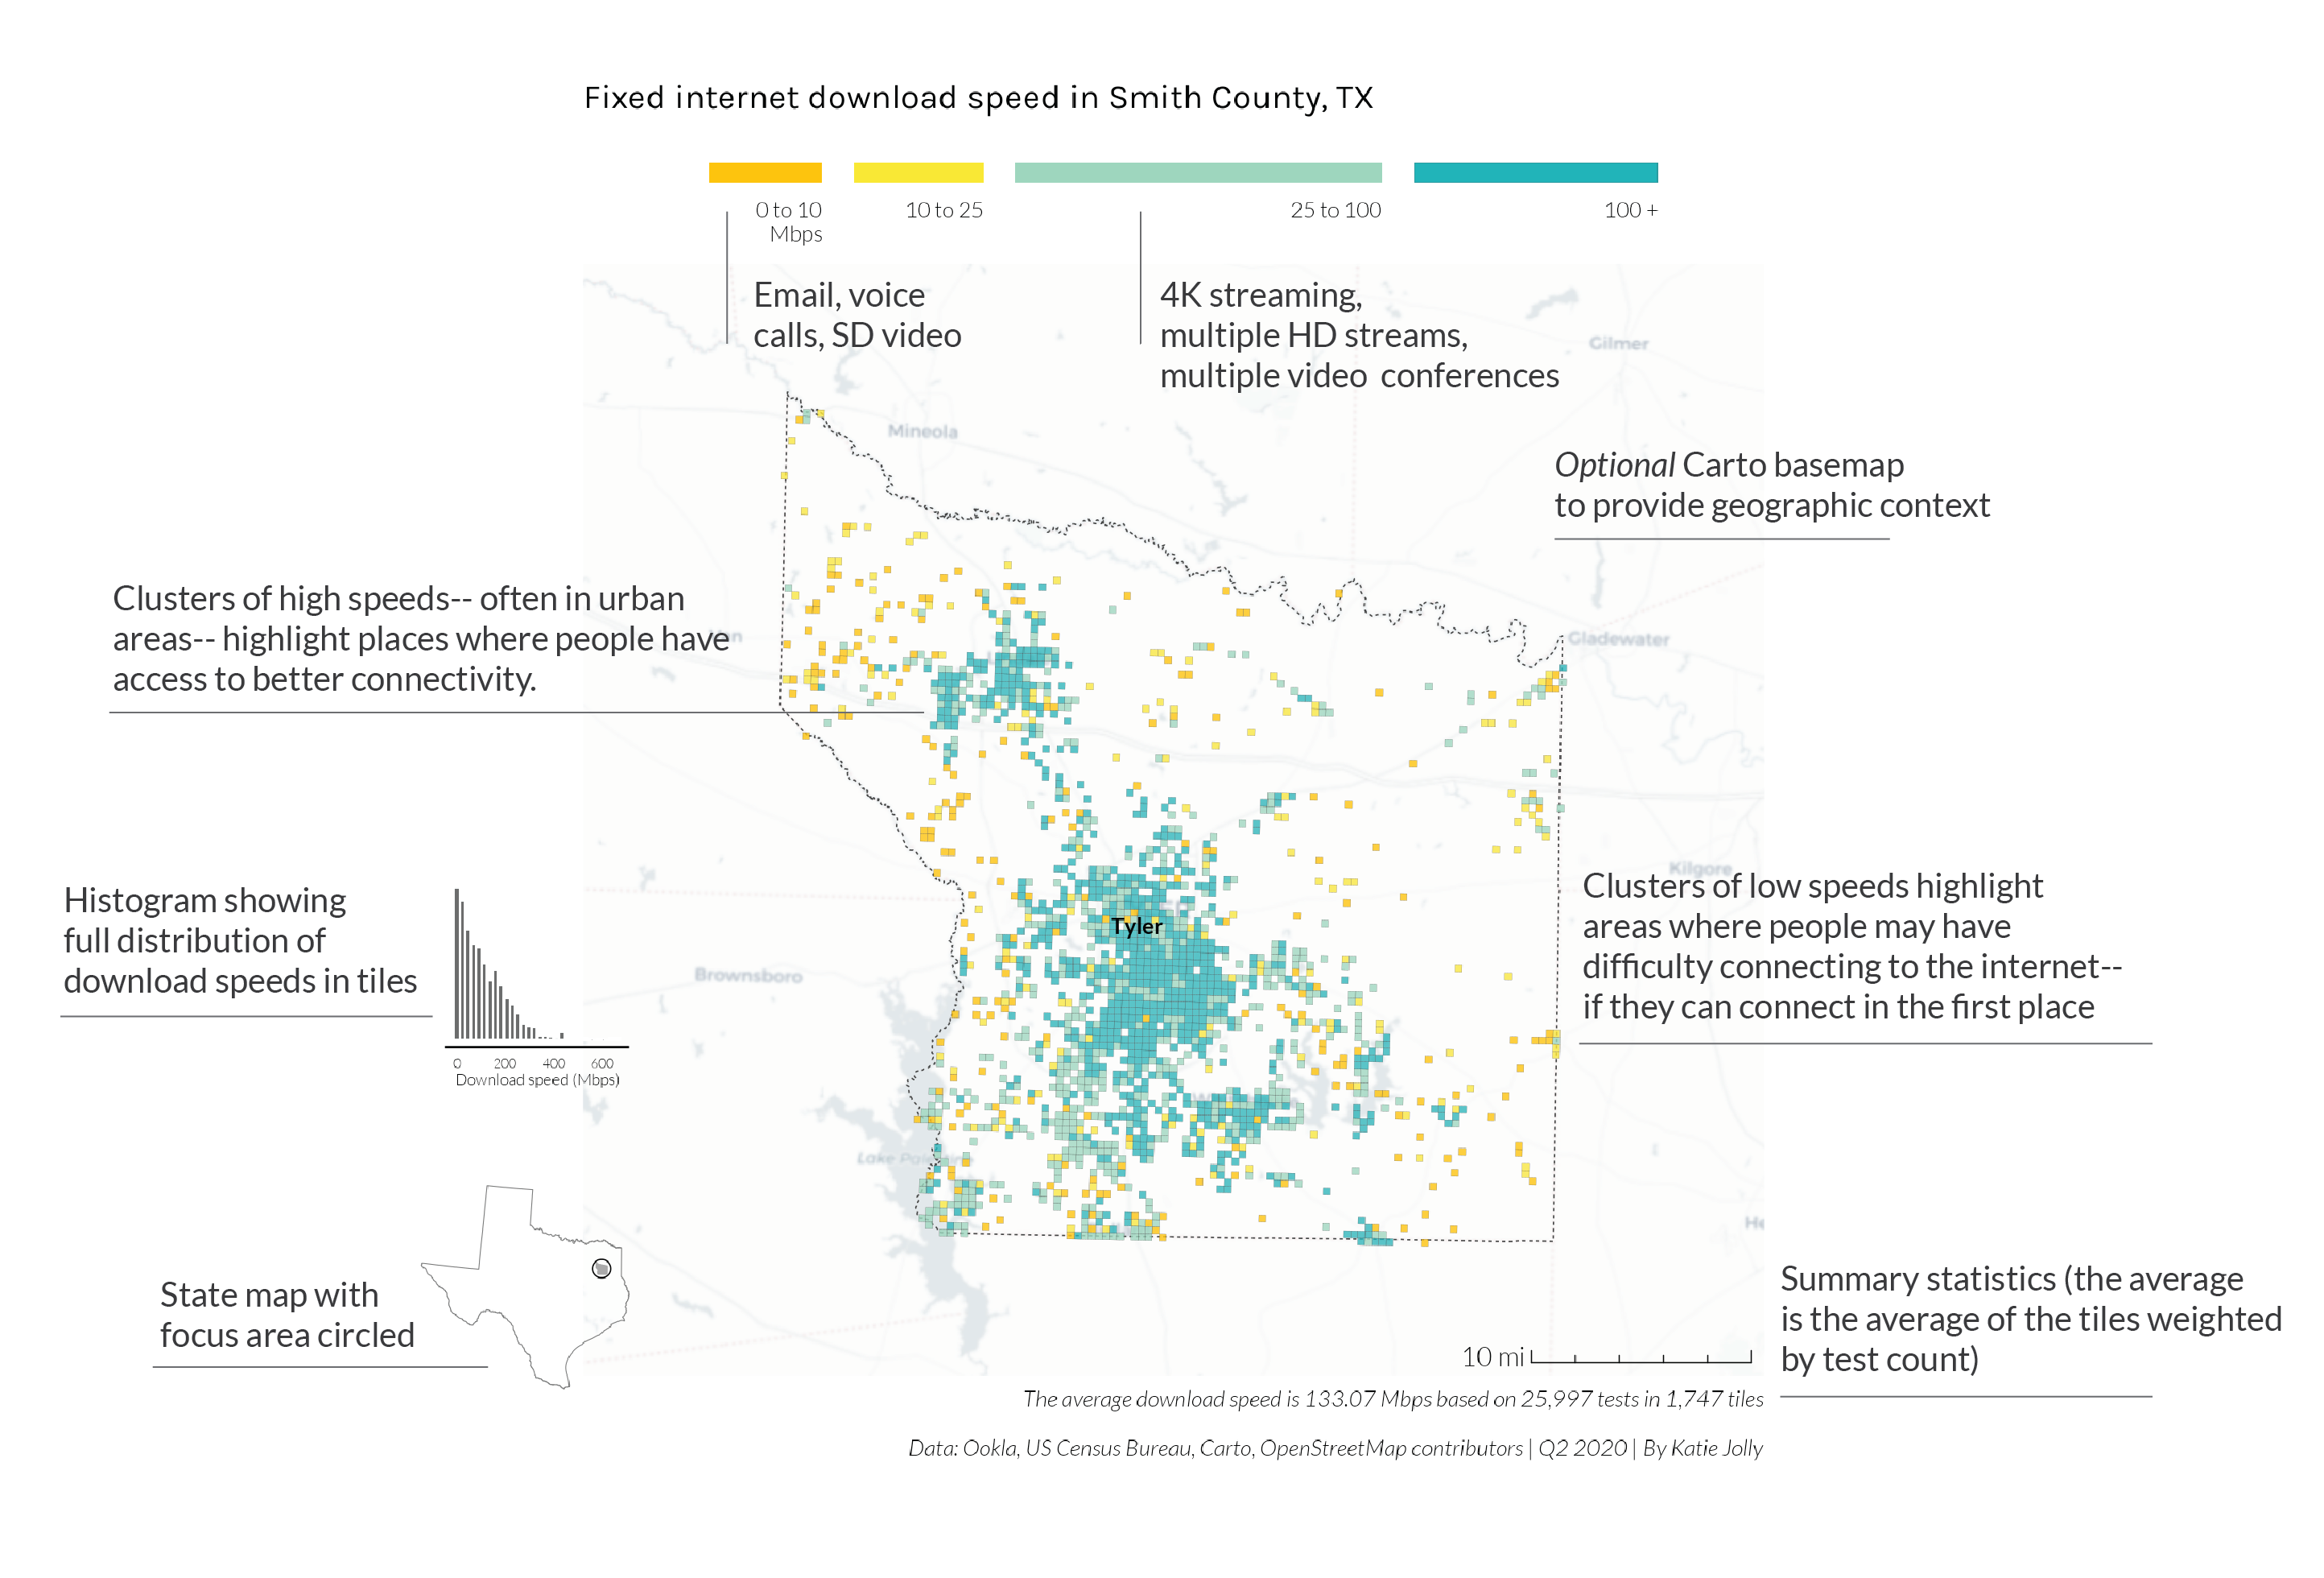 Fixed internet download speed in Smith County, TX
0 to 10
Mbps
10 to 25
25 to 100
100 +
Email, voice
calls, SD video
4K streaming,
multiple HD streams,
multiple video conferences
Gilmer
Mineola
Optional Carto basemap
to provide geographic context
Clusters of high speeds-- often in urban
areas-- highlight places where people have
access to better connectivity.
Gladewater
Kilgore
Tyler
Histogram showing
full distribution of
download speeds in tiles
0 200 400 600
Download speed (Mbps)
Clusters of low speeds highlight
areas where people may have
difficulty connecting to the internet--
if they can connect in the first place
Brownsboro
Lake
State map with
focus area circled
He
Summary statistics (the average
is the average of the tiles weighted
by test count)
10 mi
The average download speed is 133.07 Mbps based on 25,997 tests in 1,747 tiles
Data: Ookla, US Census Bureau, Carto, OpenStreetMap contributors | Q2 2020 | By Katie Jolly